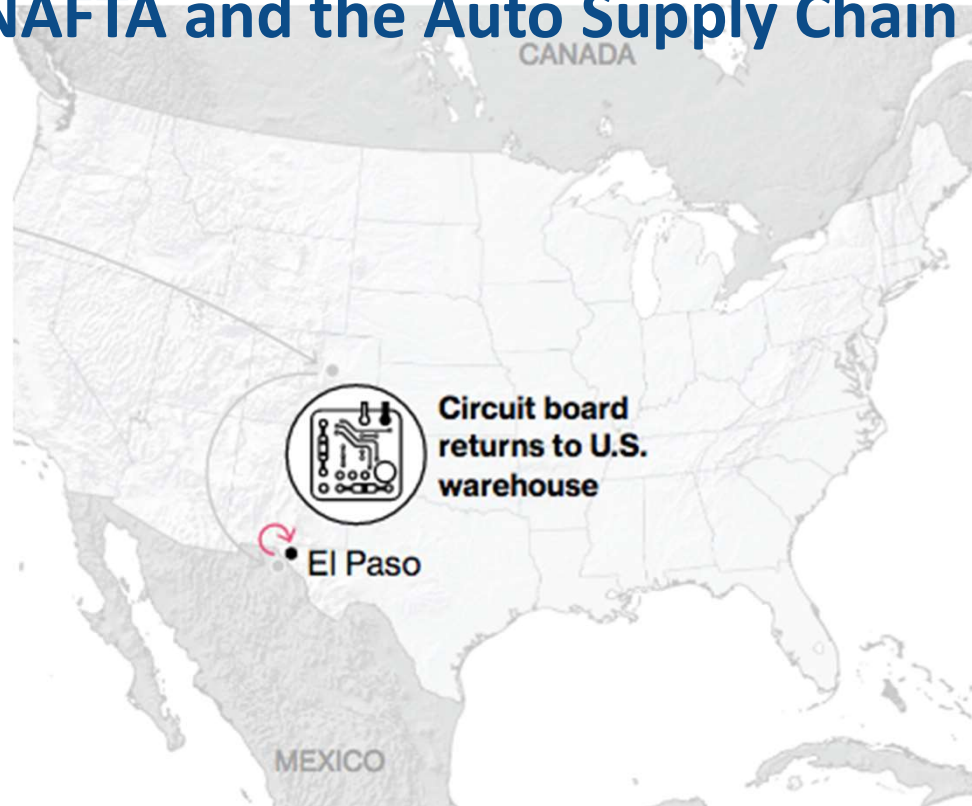 NAFTA and the Auto Supply Chain
CANADA
Circuit board
returns to U.S.
warehouse
El Paso
MEXICO